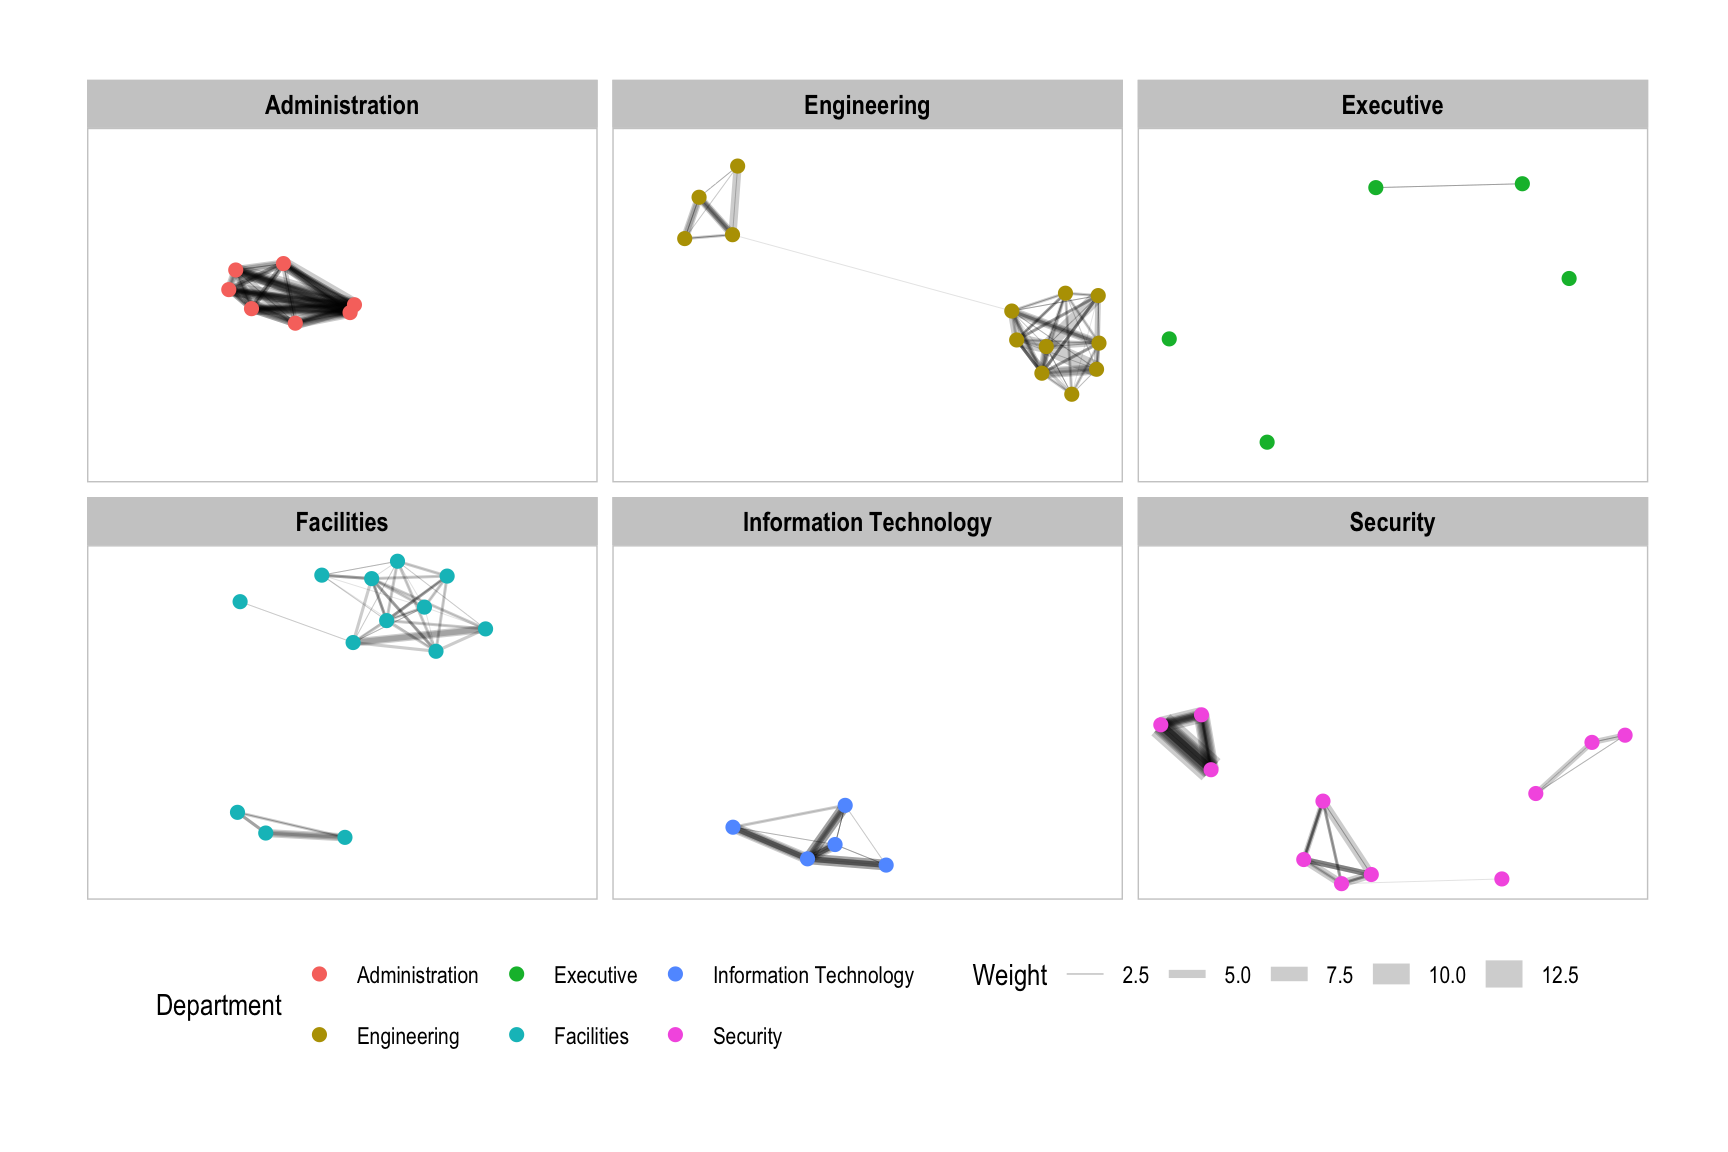 Administration
Engineering
Executive
Facilities
Information Technology
Security
Department
Administration
Executive
Information Technology
Engineering
Facilities
Security
Weight
2.5
5.0
7.5
10.0
12.5